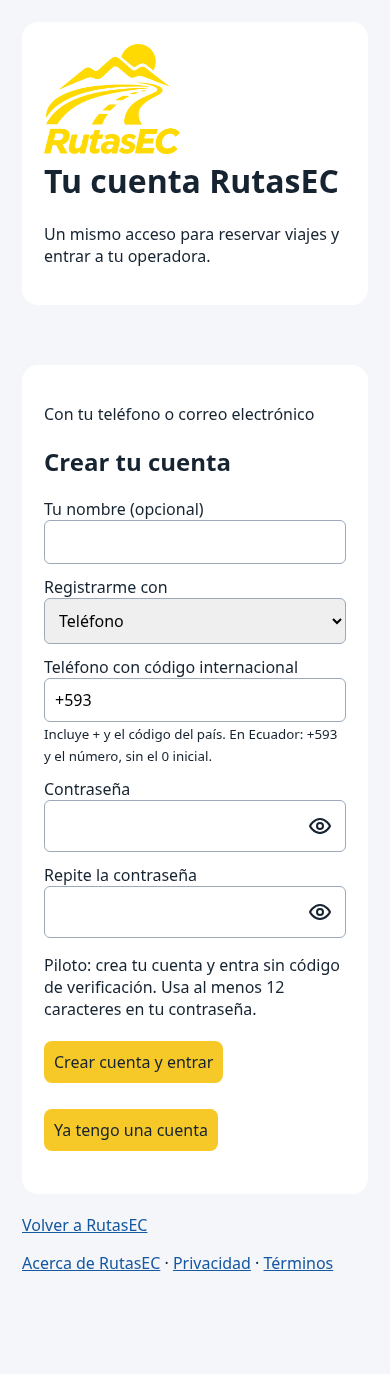 RutasEC
Tu cuenta RutasEC
Un mismo acceso para reservar viajes y
entrar a tu operadora.
Con tu teléfono o correo electrónico
Crear tu cuenta
Tu nombre (opcional)
Registrarme con
Teléfono
Teléfono con código internacional
+593
Incluye + y el código del país. En Ecuador: +593
y el número, sin el 0 inicial.
Contraseña
Repite la contraseña
Piloto: crea tu cuenta y entra sin código
de verificación. Usa al menos 12
caracteres en tu contraseña.
Crear cuenta y entrar
Ya tengo una cuenta
Volver a RutasEC
Acerca de RutasEC · Privacidad · Términos